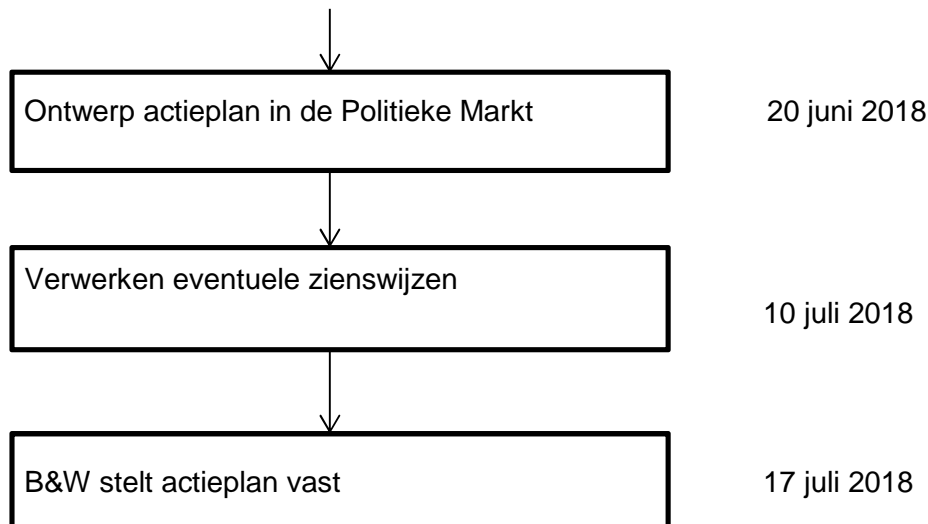 Ontwerp actieplan in de Politieke Markt 20 juni 2018
Verwerken eventuele zienswijzen
10 juli 2018
B&W stelt actieplan vast 17 juli 2018